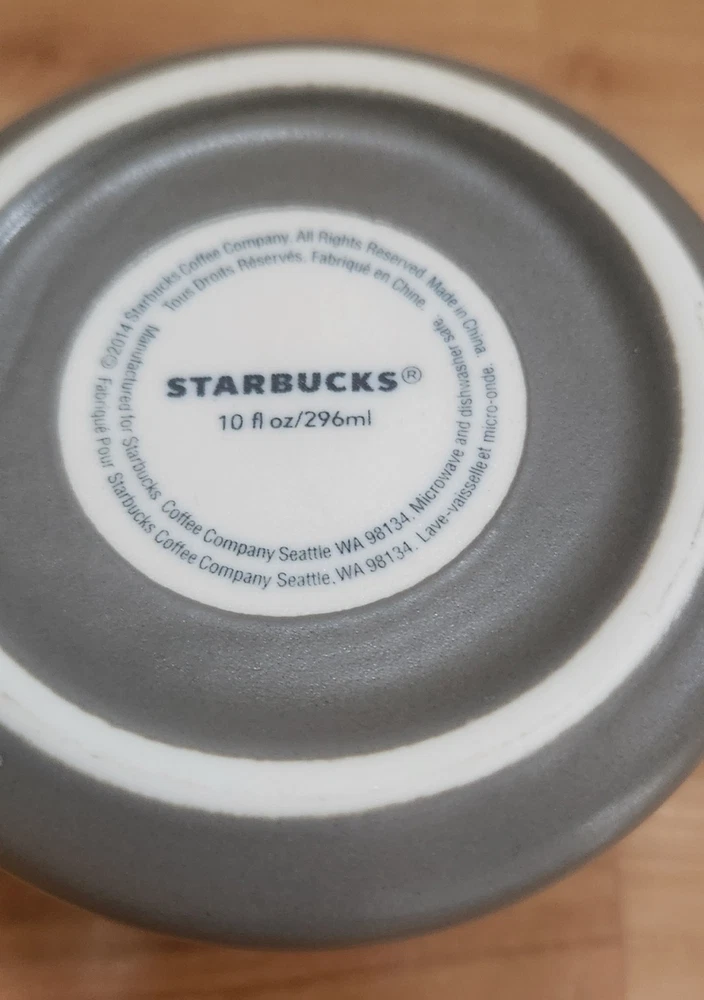 ©2014 Starbucks Coffee Company. All Rights Reserved. Made in China.
Tous Droits Réservés. Fabriqué en Chine.
STARBUCKS®
10 fl oz/296ml
Manufactured for Starbucks Coffee Company Seattle WA 98134. Microwave and dishwasher safe.
Fabriqué Pour Starbucks Coffee Company Seattle. WA 98134. Lave-vaisselle et micro-onde.